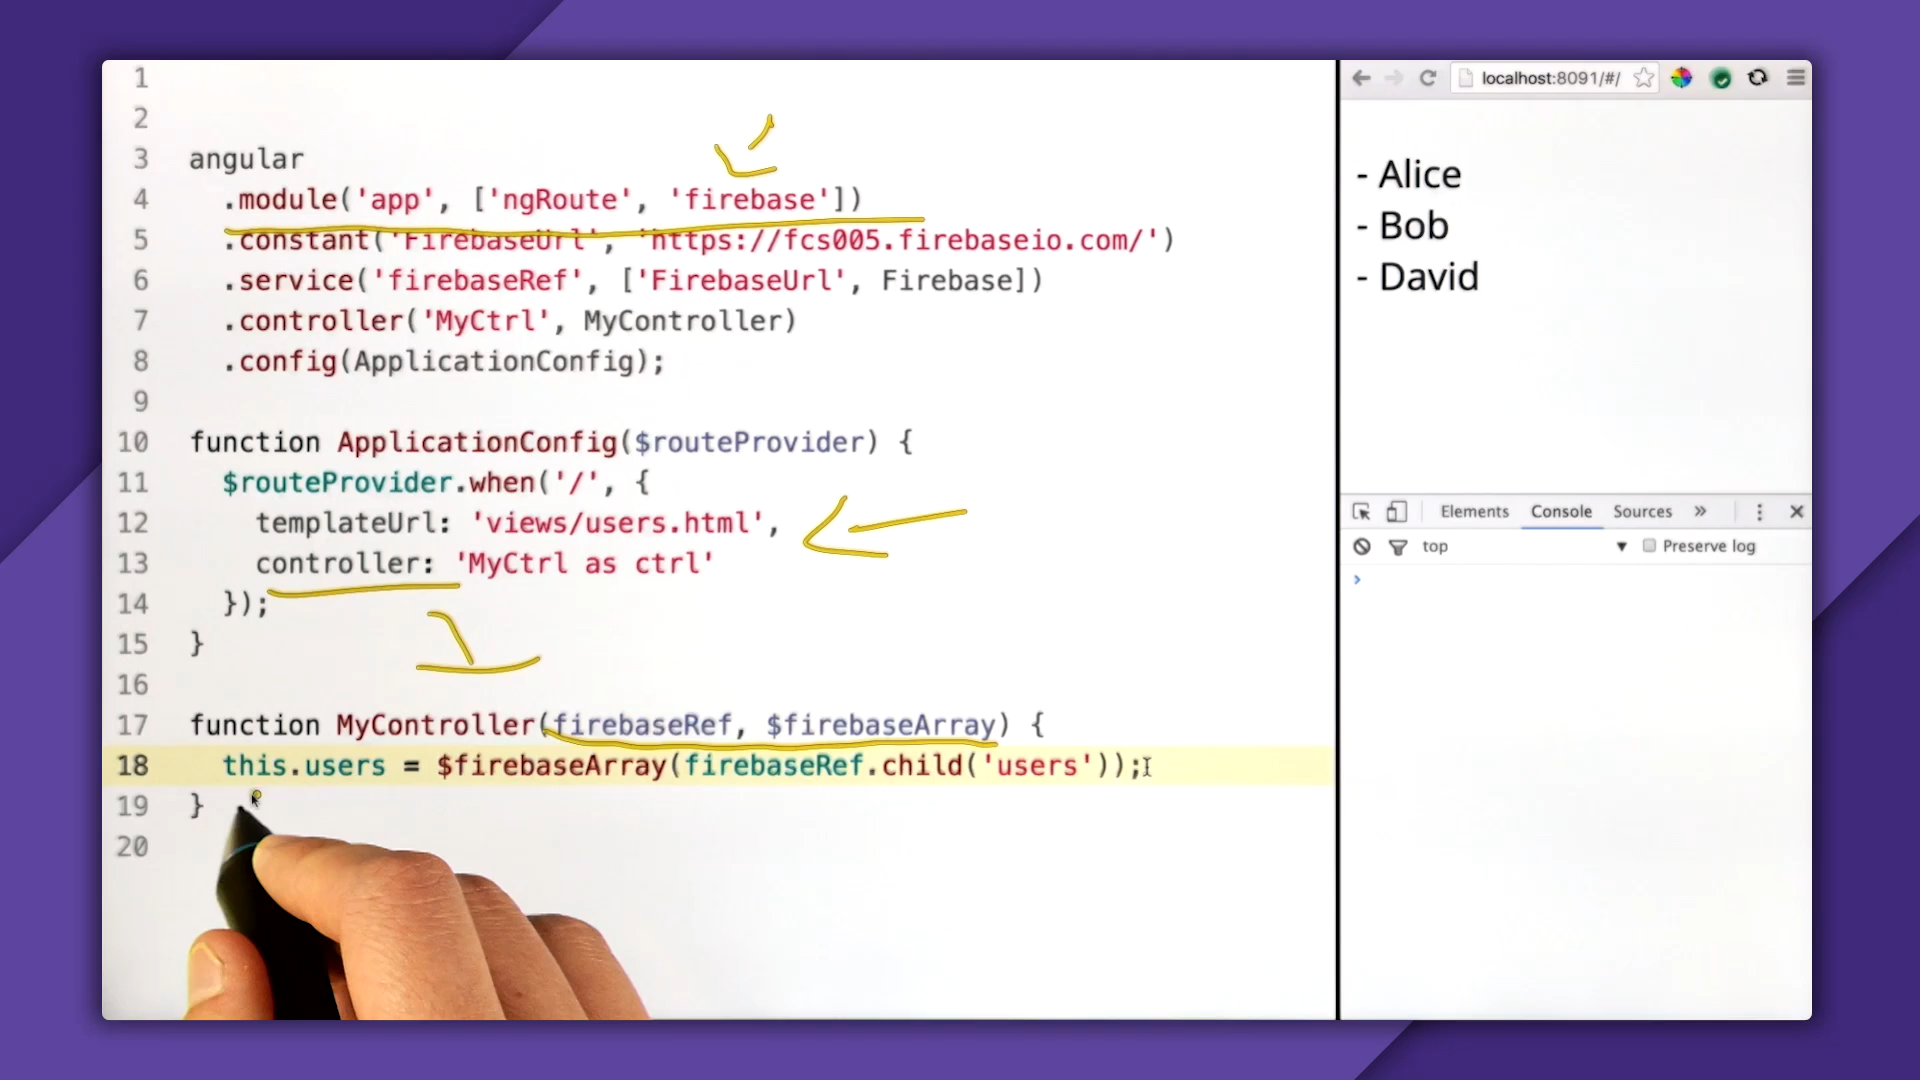 1
2
3 angular
4 .module('app', ['ngRoute', 'firebase'])
5 .constant('FirebaseUrl', 'https://fcs005.firebaseio.com/')
6 .service('firebaseRef', ['FirebaseUrl', Firebase])
7 .controller('MyCtrl', MyController)
8 .config(ApplicationConfig);
9
10 function ApplicationConfig($routeProvider) {
11 $routeProvider.when('/', {
12 templateUrl: 'views/users.html',
13 controller: 'MyCtrl as ctrl'
14 });
15 }
16
17 function MyController(firebaseRef, $firebaseArray) {
18 this.users = $firebaseArray(firebaseRef.child('users'));
19 }
20
localhost:8091/#/
- Alice
- Bob
- David
Elements Console Sources »
top Preserve log